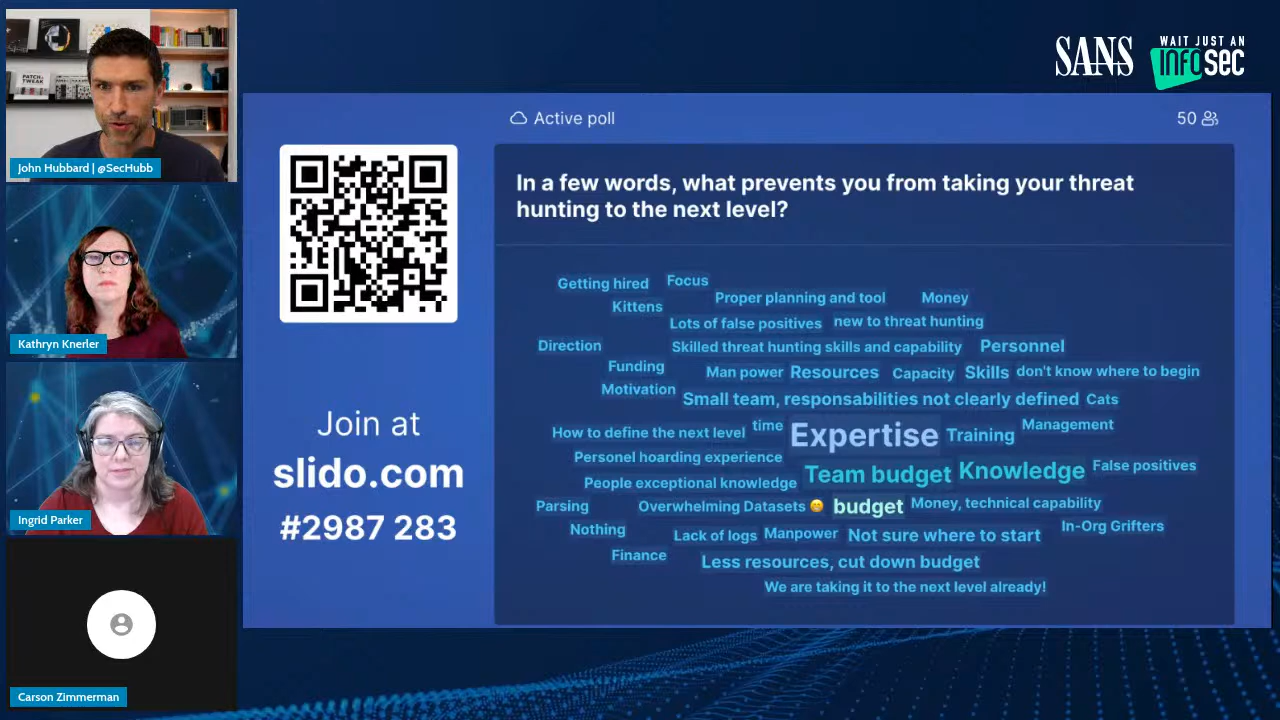 PATCH &
TWEAK
John Hubbard | @SecHubb
Kathryn Knerler
Ingrid Parker
Carson Zimmerman
SANS
WAIT JUST AN
INFOSEC
Active poll
50
Join at
slido.com
#2987 283
In a few words, what prevents you from taking your threat
hunting to the next level?
Getting hired
Focus
Kittens
Proper planning and tool
Money
Lots of false positives
new to threat hunting
Direction
Skilled threat hunting skills and capability
Personnel
Funding
Man power
Resources
Capacity
Skills
don't know where to begin
Motivation
Small team, responsabilities not clearly defined
Cats
How to define the next level
time
Expertise
Training
Management
Personel hoarding experience
Team budget
Knowledge
False positives
People exceptional knowledge
Parsing
Overwhelming Datasets 🤭
budget
Money, technical capability
Nothing
Lack of logs
Manpower
Not sure where to start
In-Org Grifters
Finance
Less resources, cut down budget
We are taking it to the next level already!